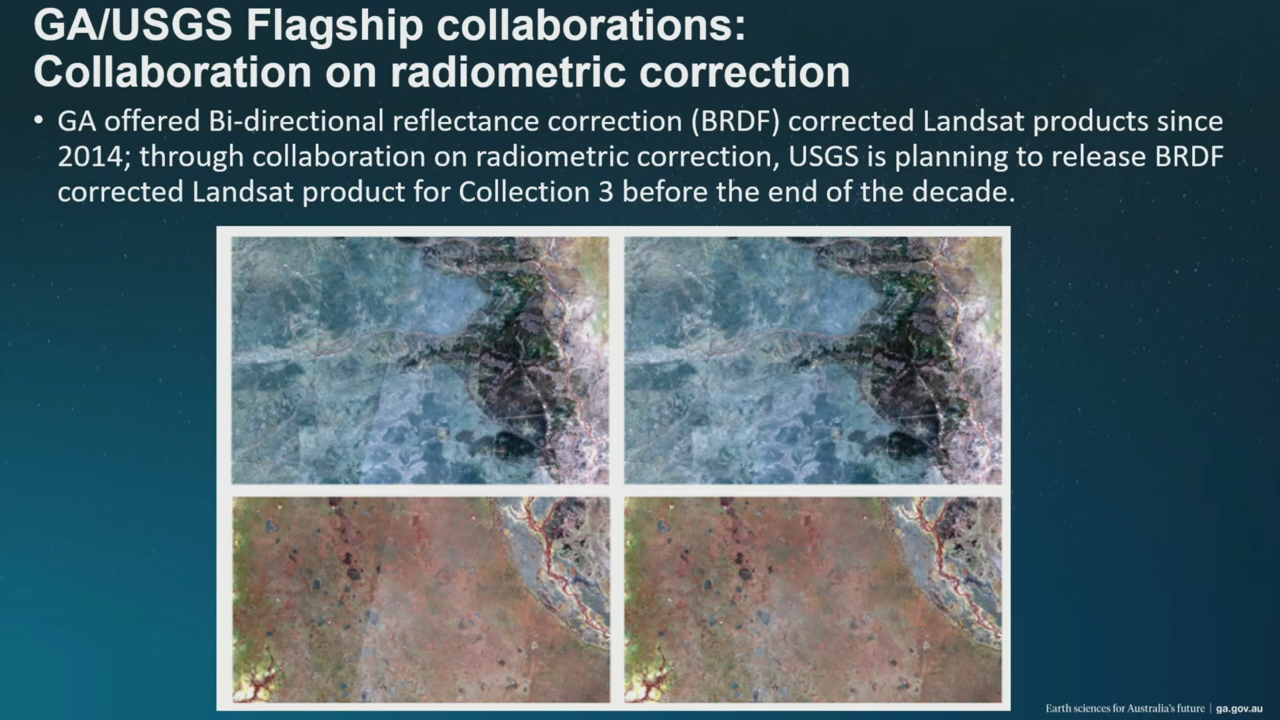 GA/USGS Flagship collaborations:
Collaboration on radiometric correction
• GA offered Bi-directional reflectance correction (BRDF) corrected Landsat products since
2014; through collaboration on radiometric correction, USGS is planning to release BRDF
corrected Landsat product for Collection 3 before the end of the decade.
Earth sciences for Australia's future | ga.gov.au